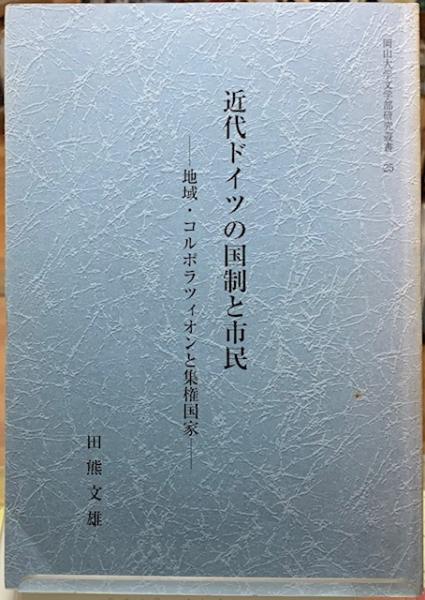 岡山大学文学部研究叢書 25
近代ドイツの国制と市民
――地域・コルポラツィオンと集権国家――
田熊文雄